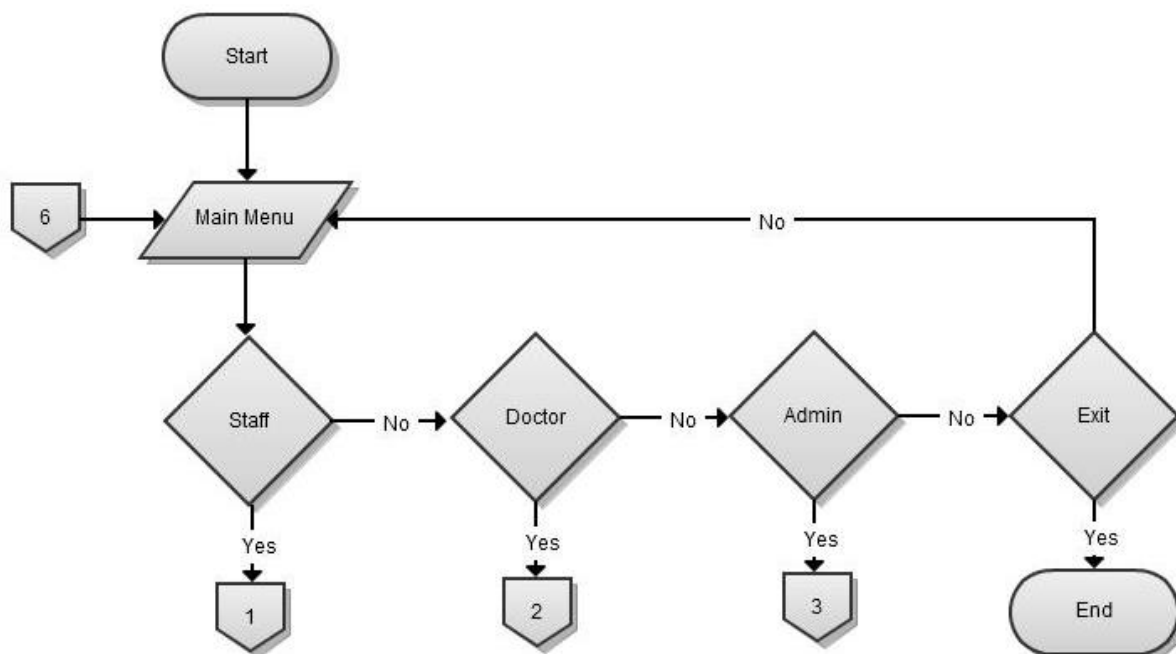 Start
6
Main Menu
No
Staff
No
Doctor
No
Admin
No
Exit
Yes
Yes
Yes
Yes
1
2
3
End